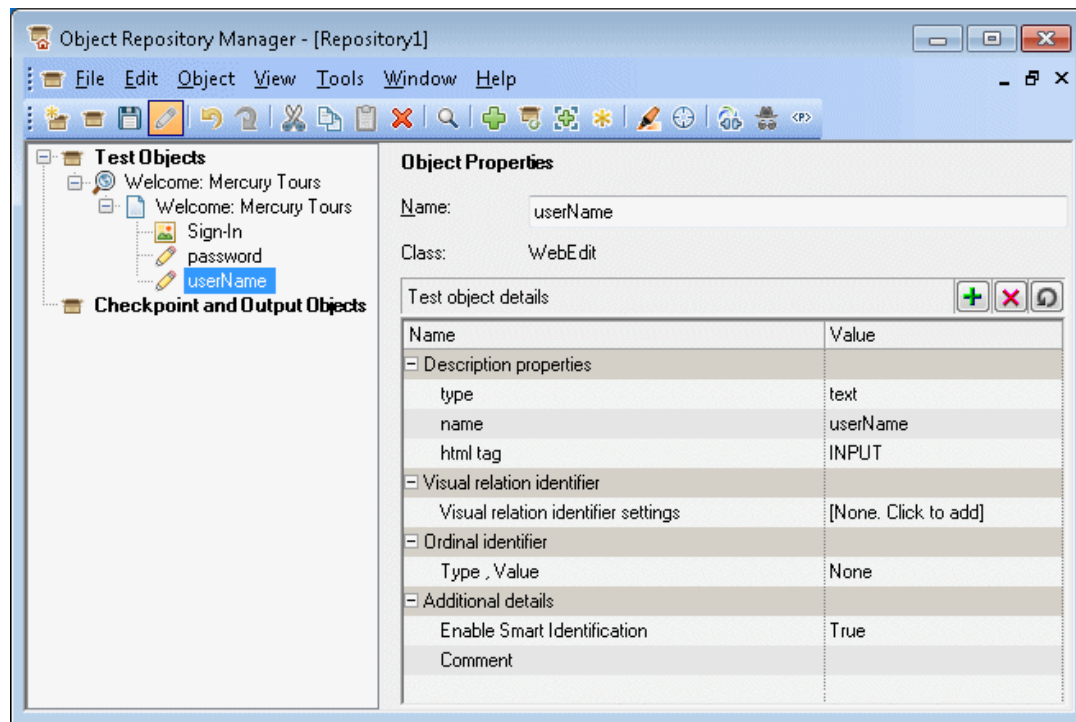 Object Repository Manager - [Repository1]
File Edit Object View Tools Window Help
<P>
Test Objects
Welcome: Mercury Tours
Welcome: Mercury Tours
Sign-In
password
userName
Checkpoint and Output Objects
Object Properties
Name: userName
Class: WebEdit
Test object details
Name Value
Description properties
type text
name userName
html tag INPUT
Visual relation identifier
Visual relation identifier settings [None. Click to add]
Ordinal identifier
Type , Value None
Additional details
Enable Smart Identification True
Comment